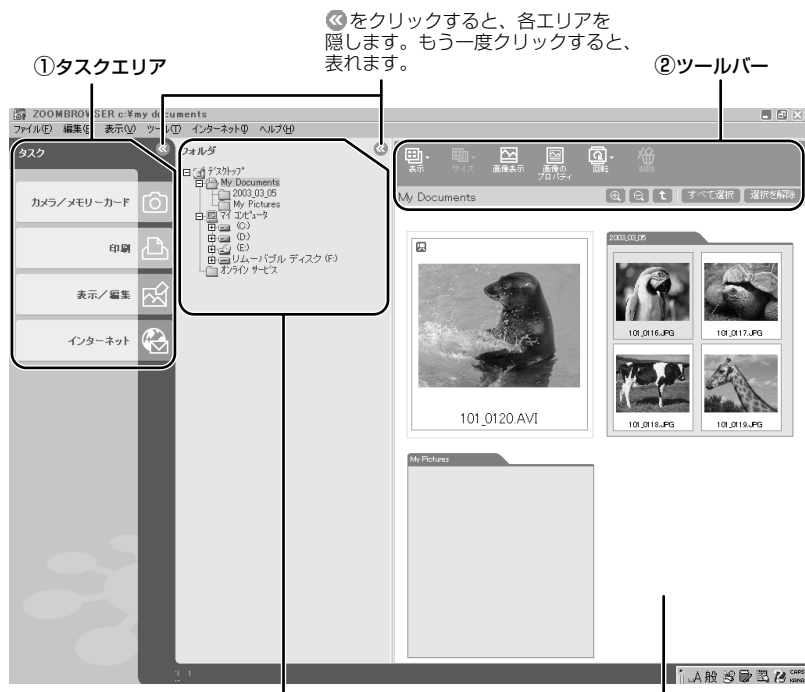 «をクリックすると、各エリアを
隠します。もう一度クリックすると、
表れます。
①タスクエリア
②ツールバー
ZOOMBROWSER c:¥my documents
ファイル(F) 編集(E) 表示(V) ツール(T) インターネット(I) ヘルプ(H)
タスク
カメラ／メモリーカード
印刷
表示／編集
インターネット
フォルダ
デスクトップ
My Documents
2003_03_05
My Pictures
マイ コンピュータ
(C:)
(D:)
(E:)
リムーバブル ディスク (F:)
オンライン サービス
表示 サイズ 画像表示 画像の 回転 削除
プロパティ
My Documents すべて選択 選択を解除
101_0120.AVI
2003_03_05
101_0116.JPG 101_0117.JPG
101_0118.JPG 101_0119.JPG
My Pictures
A般 CAPS
KANA